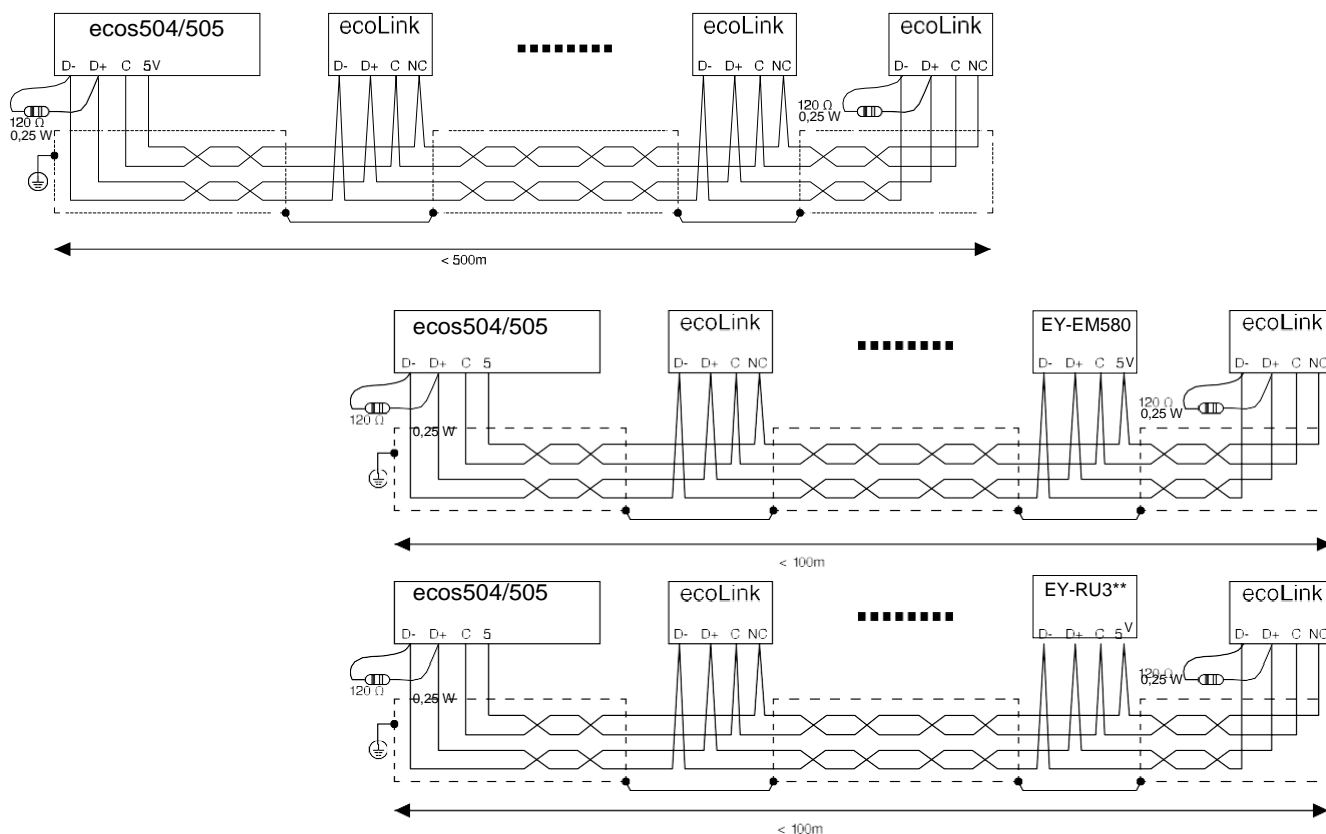 ecos504/505 ecoLink ecoLink ecoLink
D- D+ C 5V D- D+ C NC D- D+ C NC D- D+ C NC
120 Ω
0,25 W
120 Ω
0,25 W
< 500m
ecos504/505 ecoLink EY-EM580 ecoLink
D- D+ C 5 D- D+ C NC D- D+ C 5V D- D+ C NC
120 Ω
0,25 W
120 Ω
0,25 W
< 100m
ecos504/505 ecoLink EY-RU3** ecoLink
D- D+ C 5 D- D+ C NC D- D+ C 5 V D- D+ C NC
120 Ω
0,25 W
120 Ω
0,25 W
< 100m